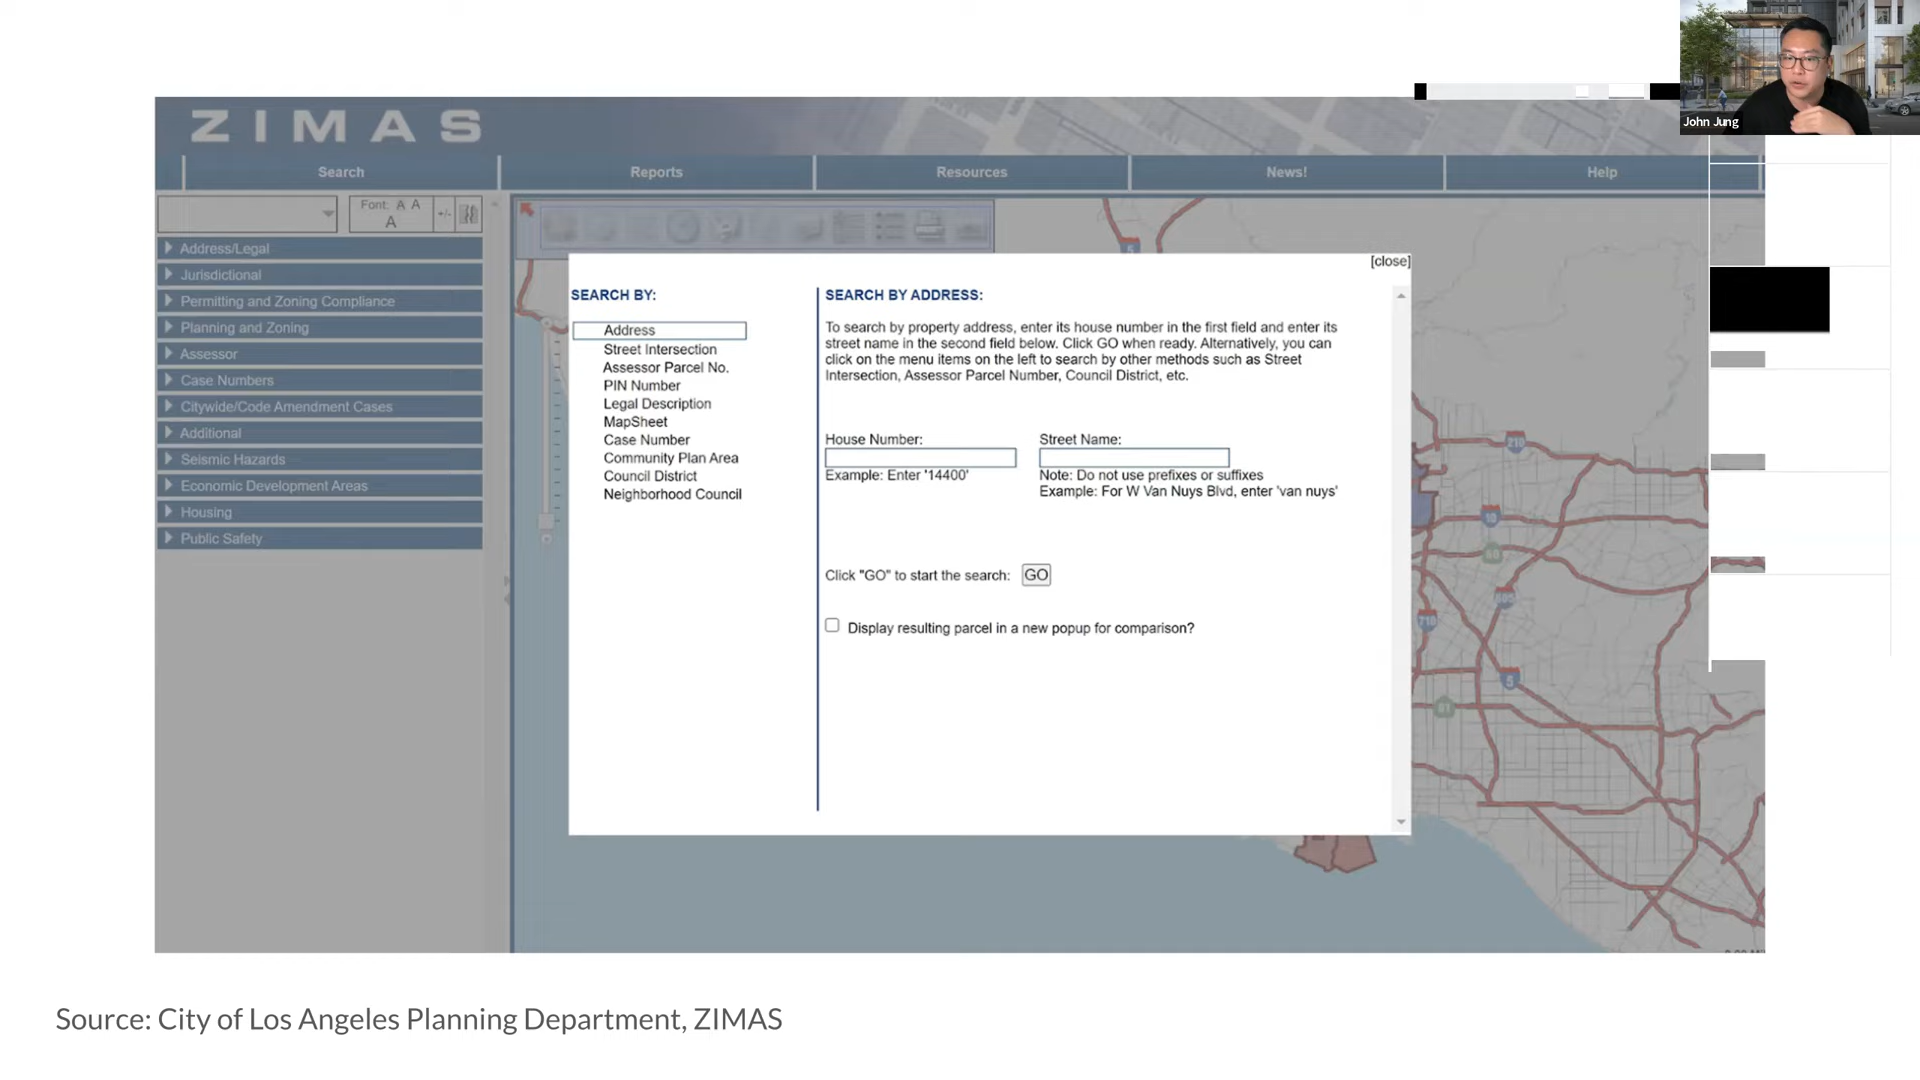 John Jung
ZIMAS
Search
Reports
Resources
News!
Help
Font: A A
A
+/-
Address/Legal
Jurisdictional
Permitting and Zoning Compliance
Planning and Zoning
Assessor
Case Numbers
Citywide/Code Amendment Cases
Additional
Seismic Hazards
Economic Development Areas
Housing
Public Safety
[close]
SEARCH BY:
Address
Street Intersection
Assessor Parcel No.
PIN Number
Legal Description
MapSheet
Case Number
Community Plan Area
Council District
Neighborhood Council
SEARCH BY ADDRESS:
To search by property address, enter its house number in the first field and enter its
street name in the second field below. Click GO when ready. Alternatively, you can
click on the menu items on the left to search by other methods such as Street
Intersection, Assessor Parcel Number, Council District, etc.
House Number:
Example: Enter '14400'
Street Name:
Note: Do not use prefixes or suffixes
Example: For W Van Nuys Blvd, enter 'van nuys'
Click "GO" to start the search: GO
Display resulting parcel in a new popup for comparison?
5
210
10
60
605
710
5
91
Source: City of Los Angeles Planning Department, ZIMAS